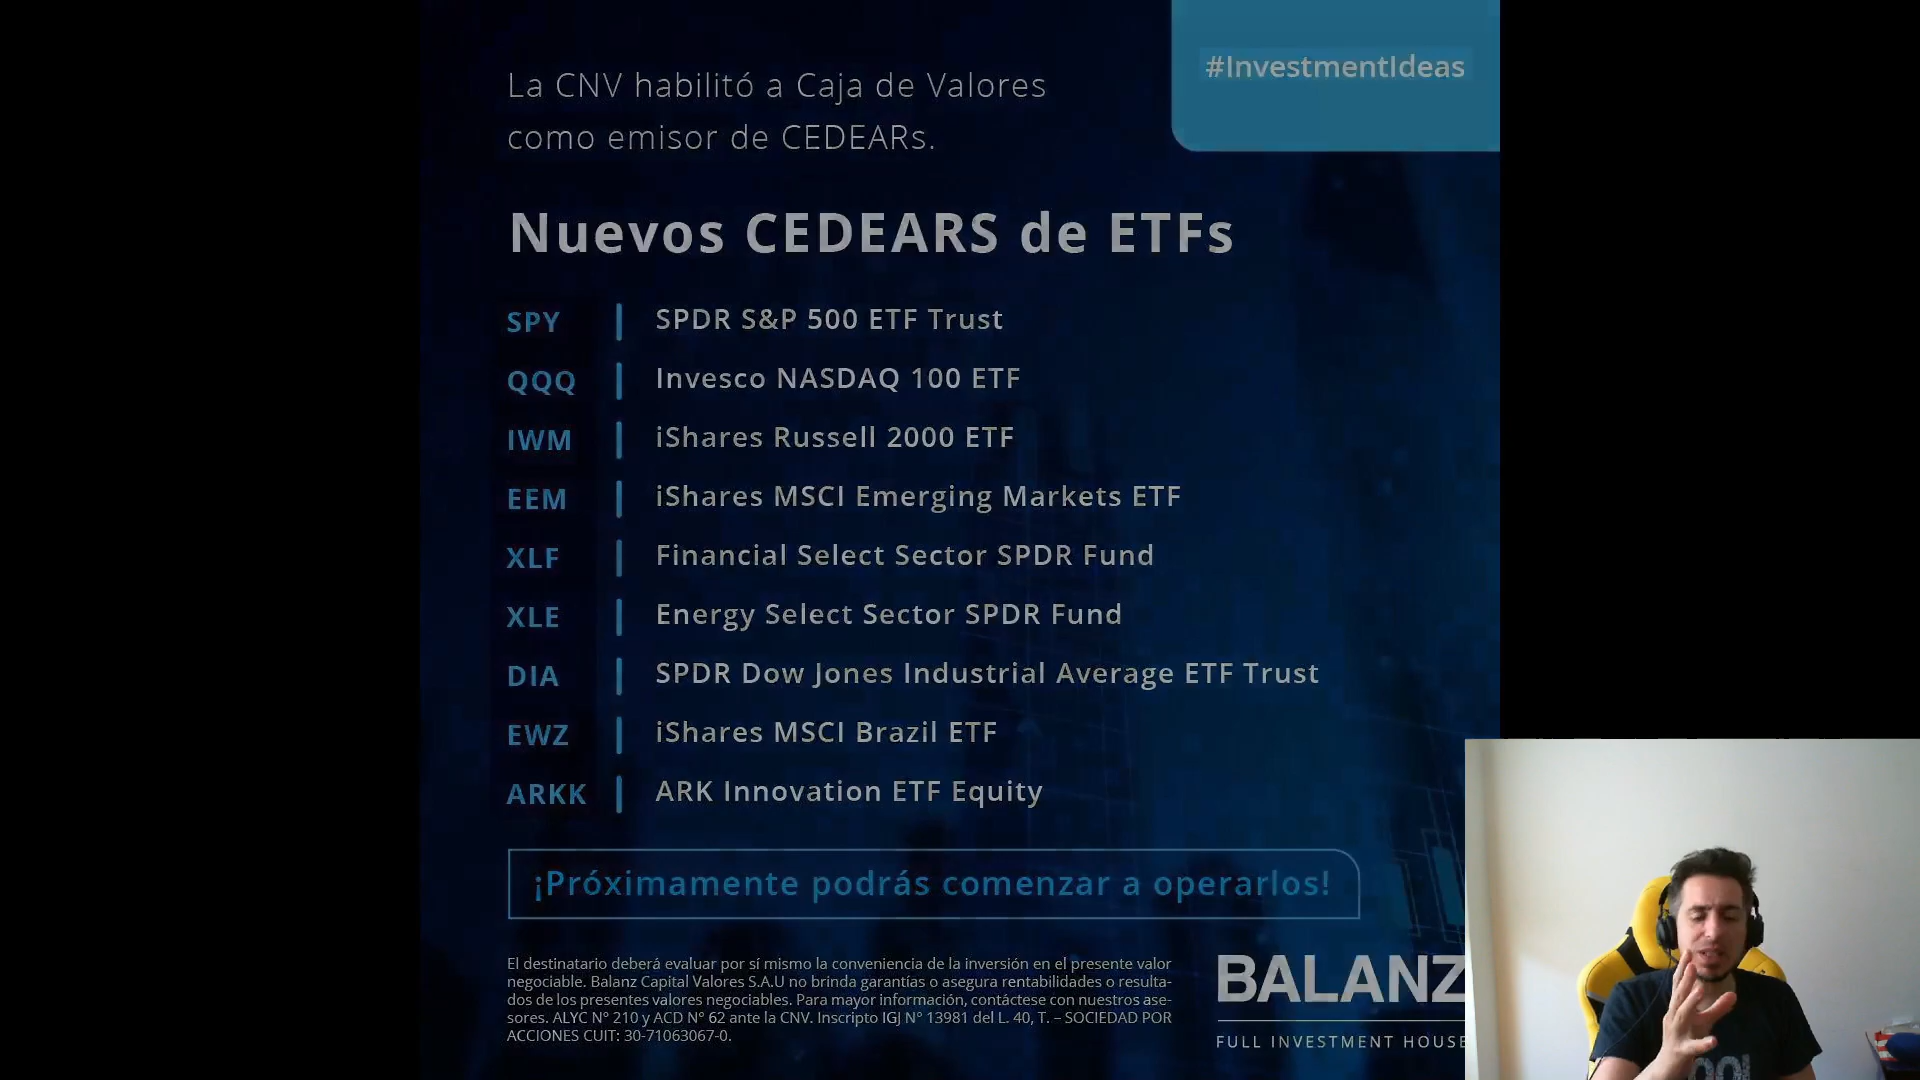 #InvestmentIdeas
La CNV habilitó a Caja de Valores
como emisor de CEDEARs.
Nuevos CEDEARS de ETFs
SPY | SPDR S&P 500 ETF Trust
QQQ | Invesco NASDAQ 100 ETF
IWM | iShares Russell 2000 ETF
EEM | iShares MSCI Emerging Markets ETF
XLF | Financial Select Sector SPDR Fund
XLE | Energy Select Sector SPDR Fund
DIA | SPDR Dow Jones Industrial Average ETF Trust
EWZ | iShares MSCI Brazil ETF
ARKK | ARK Innovation ETF Equity
¡Próximamente podrás comenzar a operarlos!
El destinatario deberá evaluar por sí mismo la conveniencia de la inversión en el presente valor
negociable. Balanz Capital Valores S.A.U no brinda garantías o asegura rentabilidades o resulta-
dos de los presentes valores negociables. Para mayor información, contáctese con nuestros ase-
sores. ALYC N° 210 y ACD N° 62 ante la CNV. Inscripto IGJ N° 13981 del L. 40, T. – SOCIEDAD POR
ACCIONES CUIT: 30-71063067-0.
BALANZ
FULL INVESTMENT HOUSE